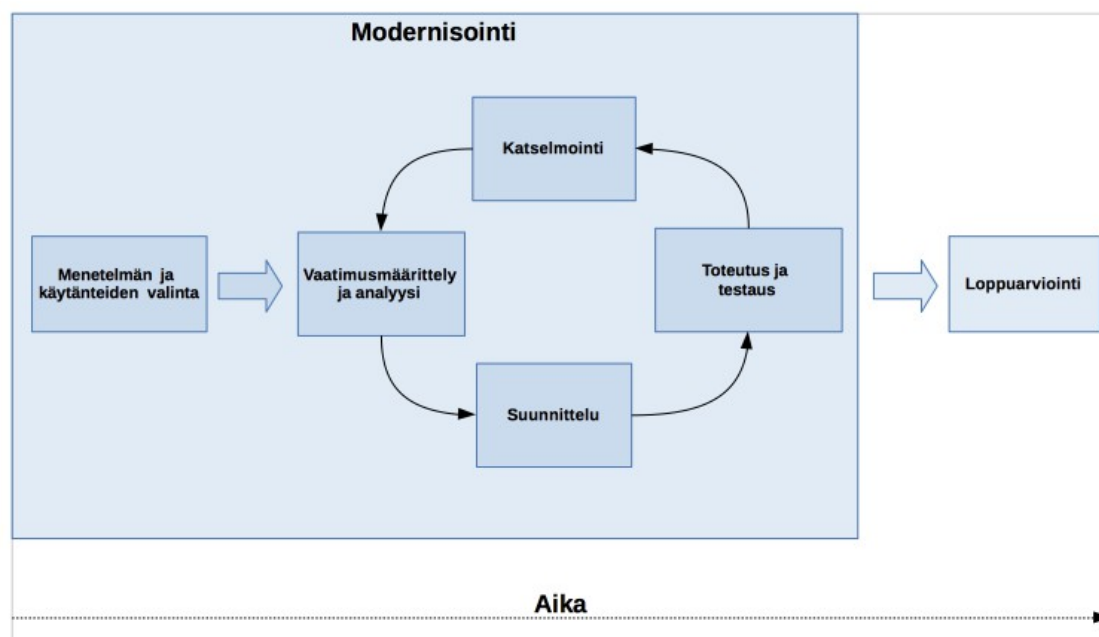 Modernisointi
Katselmointi
Menetelmän ja
käytänteiden valinta
Vaatimusmäärittely
ja analyysi
Toteutus ja
testaus
Loppuarviointi
Suunnittelu
Aika